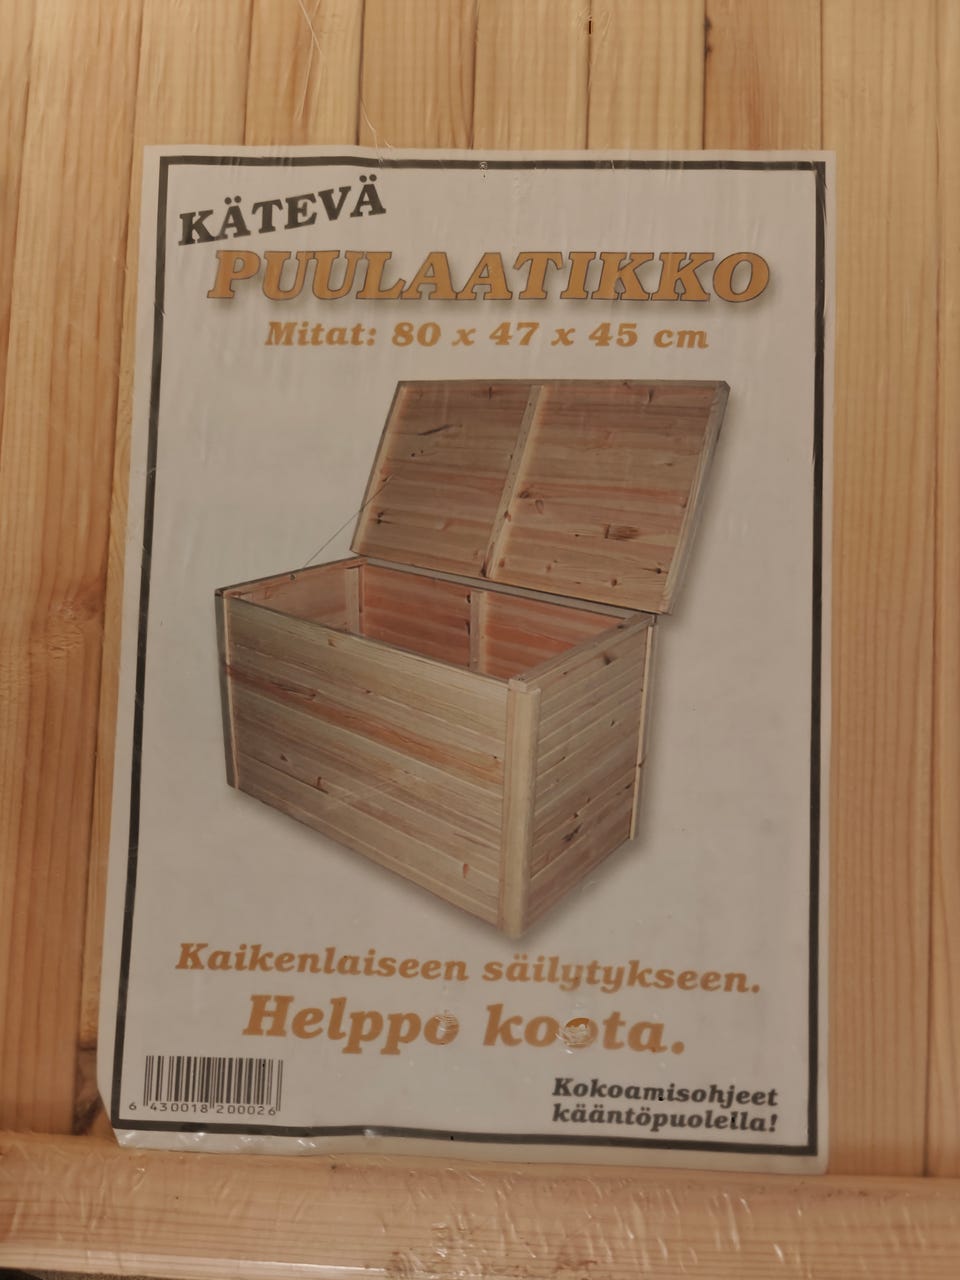 KÄTEVÄ
PUULAATIKKO
Mitat: 80 x 47 x 45 cm
Kaikenlaiseen säilytykseen.
Helppo koota.
Kokoamisohjeet
kääntöpuolella!
6 430018 200026